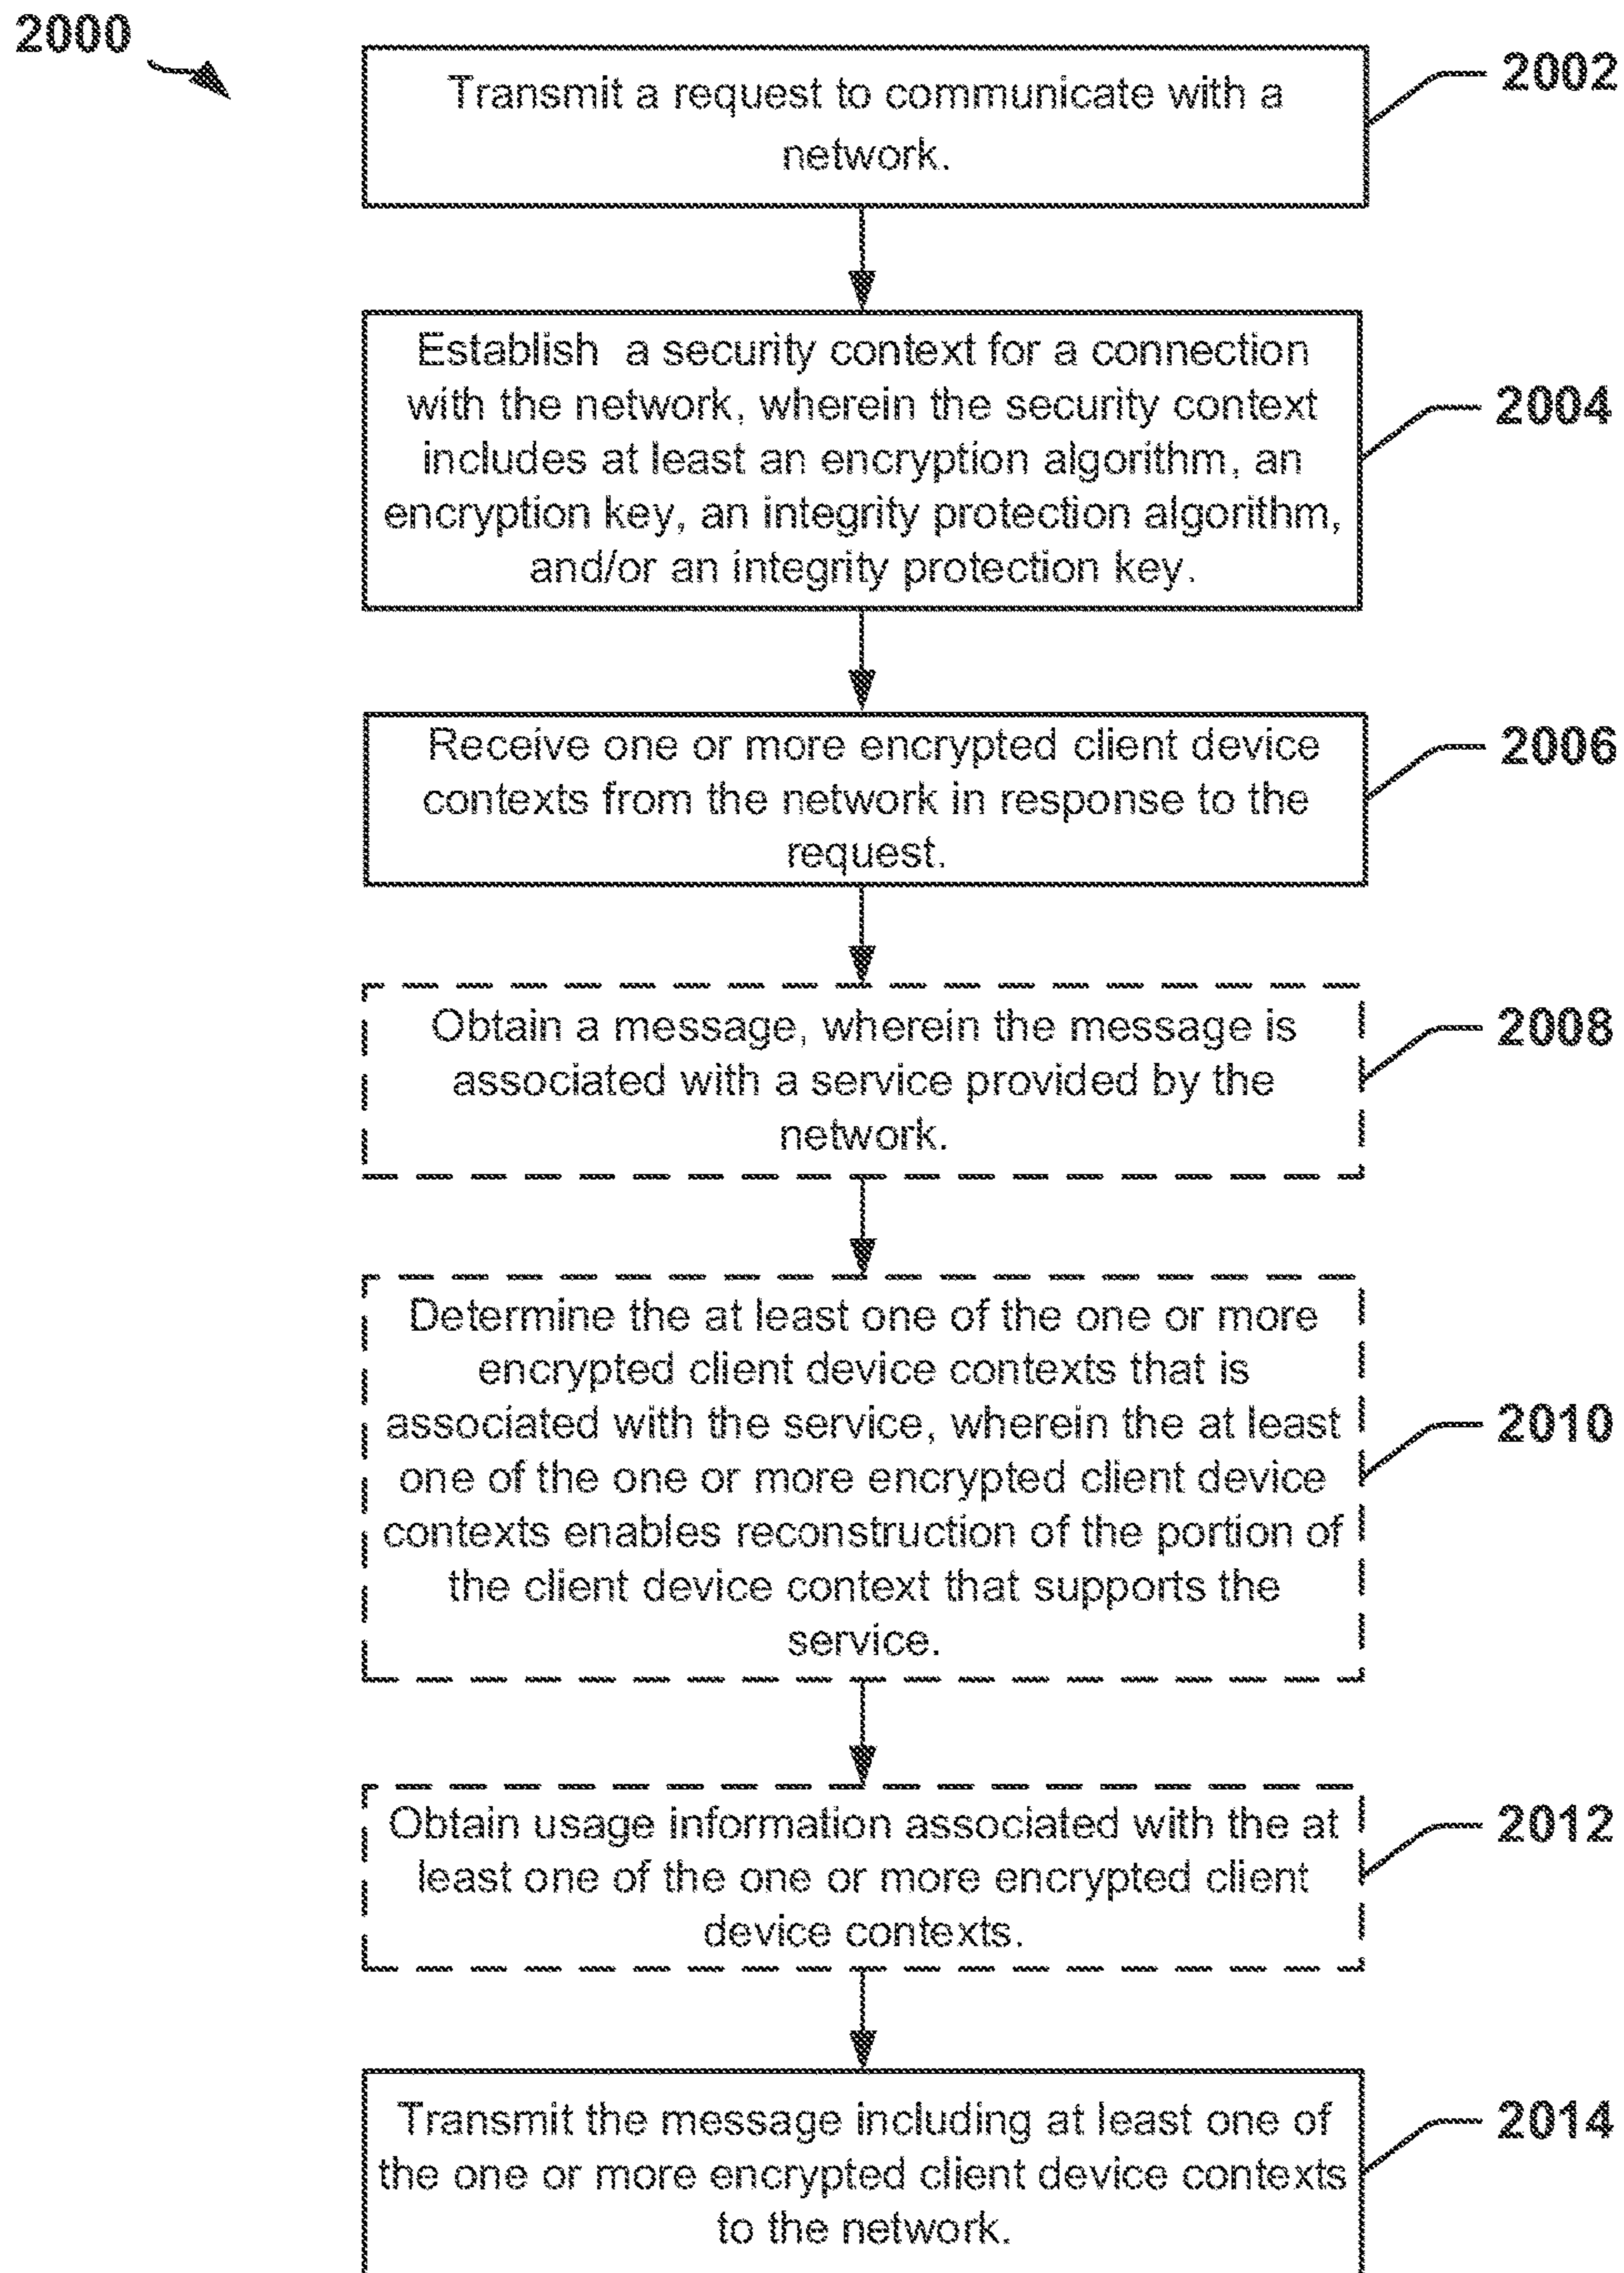 2000
Transmit a request to communicate with a
network.
2002
Establish a security context for a connection
with the network, wherein the security context
includes at least an encryption algorithm, an
encryption key, an integrity protection algorithm,
and/or an integrity protection key.
2004
Receive one or more encrypted client device
contexts from the network in response to the
request.
2006
Obtain a message, wherein the message is
associated with a service provided by the
network.
2008
Determine the at least one of the one or more
encrypted client device contexts that is
associated with the service, wherein the at least
one of the one or more encrypted client device
contexts enables reconstruction of the portion of
the client device context that supports the
service.
2010
Obtain usage information associated with the at
least one of the one or more encrypted client
device contexts.
2012
Transmit the message including at least one of
the one or more encrypted client device contexts
to the network.
2014